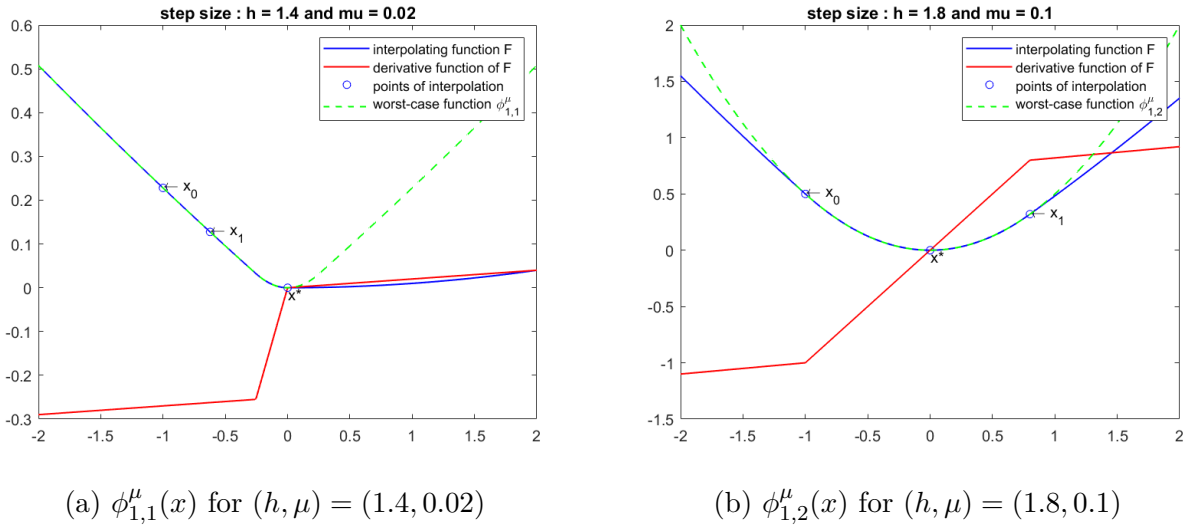 step size : h = 1.4 and mu = 0.02
0.6
0.5
0.4
0.3
0.2
0.1
0
-0.1
-0.2
-0.3
-2
-1.5
-1
-0.5
0
0.5
1
1.5
2
interpolating function F
derivative function of F
points of interpolation
worst-case function ϕ^μ_{1,1}
x_0
x_1
x*
(a) ϕ^μ_{1,1}(x) for (h, μ) = (1.4, 0.02)
step size : h = 1.8 and mu = 0.1
2
1.5
1
0.5
0
-0.5
-1
-1.5
-2
-1.5
-1
-0.5
0
0.5
1
1.5
2
interpolating function F
derivative function of F
points of interpolation
worst-case function ϕ^μ_{1,2}
x_0
x_1
x*
(b) ϕ^μ_{1,2}(x) for (h, μ) = (1.8, 0.1)